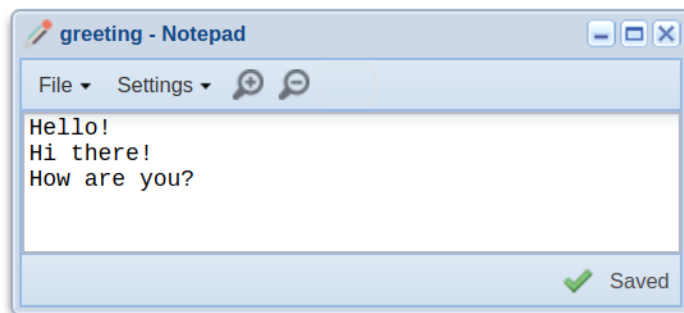 greeting - Notepad
File Settings
Hello!
Hi there!
How are you?
Saved